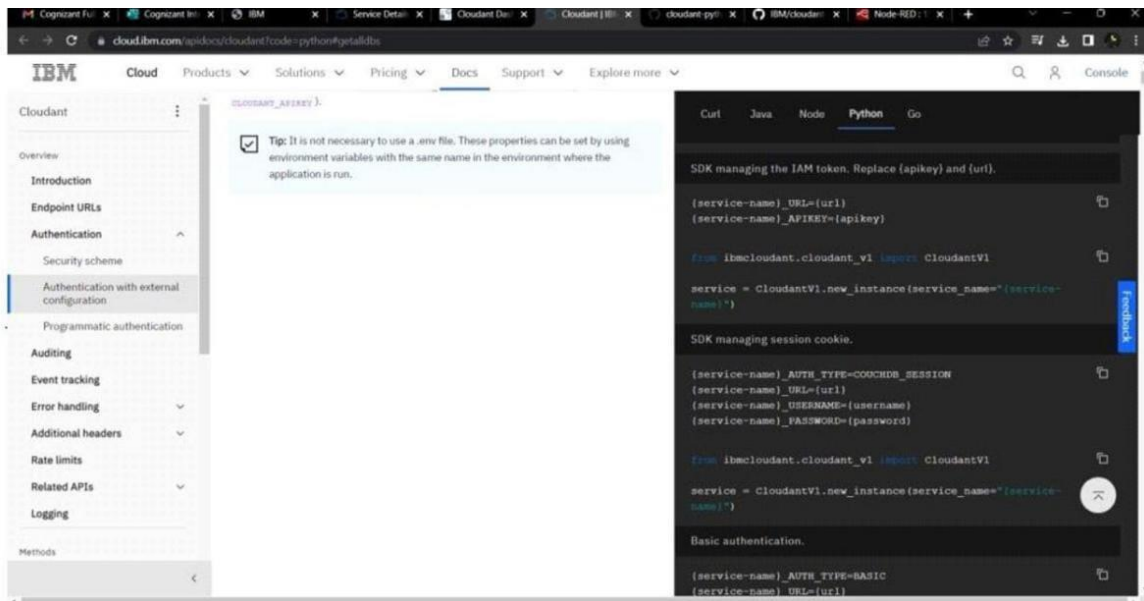 Cognizant Ful
Cognizant Int
IBM
Service Detail
Cloudant Das
Cloudant | IB
cloudant-pyt
IBM/cloudant
Node-RED :
cloud.ibm.com/apidocs/cloudant?code=python#getalldbs
IBM Cloud Products Solutions Pricing Docs Support Explore more Console
Cloudant
Overview
Introduction
Endpoint URLs
Authentication
Security scheme
Authentication with external
configuration
Programmatic authentication
Auditing
Event tracking
Error handling
Additional headers
Rate limits
Related APIs
Logging
Methods
CLOUDANT_APIKEY ).
Tip: It is not necessary to use a .env file. These properties can be set by using
environment variables with the same name in the environment where the
application is run.
Curl Java Node Python Go
SDK managing the IAM token. Replace {apikey} and {url}.
{service-name}_URL={url}
{service-name}_APIKEY={apikey}
from ibmcloudant.cloudant_v1 import CloudantV1
service = CloudantV1.new_instance(service_name="{service-
name}")
SDK managing session cookie.
{service-name}_AUTH_TYPE=COUCHDB_SESSION
{service-name}_URL={url}
{service-name}_USERNAME={username}
{service-name}_PASSWORD={password}
from ibmcloudant.cloudant_v1 import CloudantV1
service = CloudantV1.new_instance(service_name="{service-
name}")
Basic authentication.
{service-name}_AUTH_TYPE=BASIC
{service-name}_URL={url}
Feedback